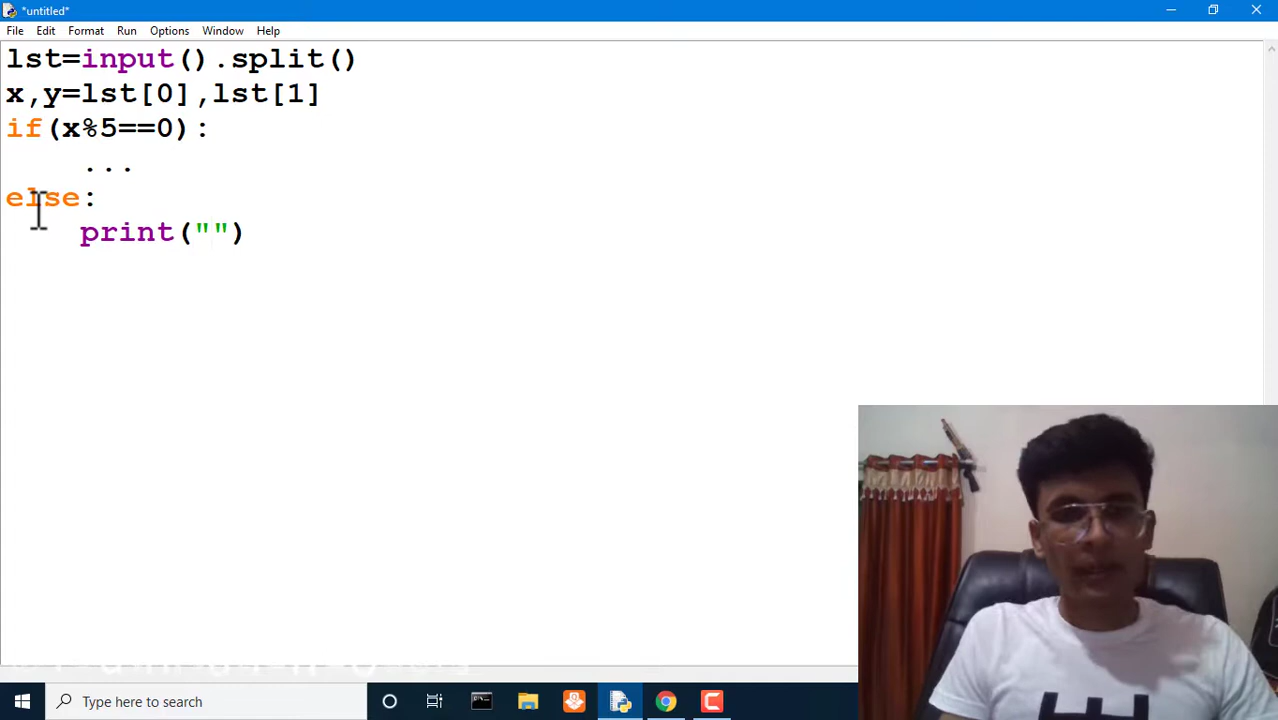 *untitled*
File Edit Format Run Options Window Help
lst=input().split()
x,y=lst[0],lst[1]
if(x%5==0):
    ...
else:
    print("")
Type here to search